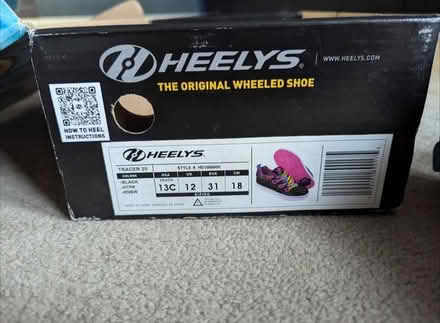 HEELYS.
WWW.HEELYS.COM
THE ORIGINAL WHEELED SHOE
HOW TO HEEL
INSTRUCTIONS
HEELYS.
TRACER 20
COLORS
-BLACK
USA
13C
UK
12
EUR
31
CM
18